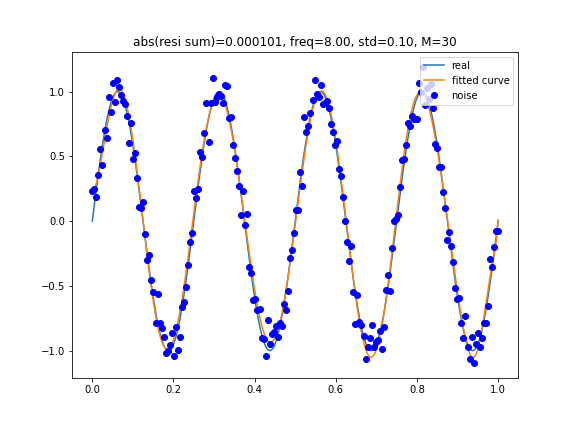 abs(resi sum)=0.000101, freq=8.00, std=0.10, M=30
real
fitted curve
noise
1.0
0.5
0.0
−0.5
−1.0
0.0 0.2 0.4 0.6 0.8 1.0